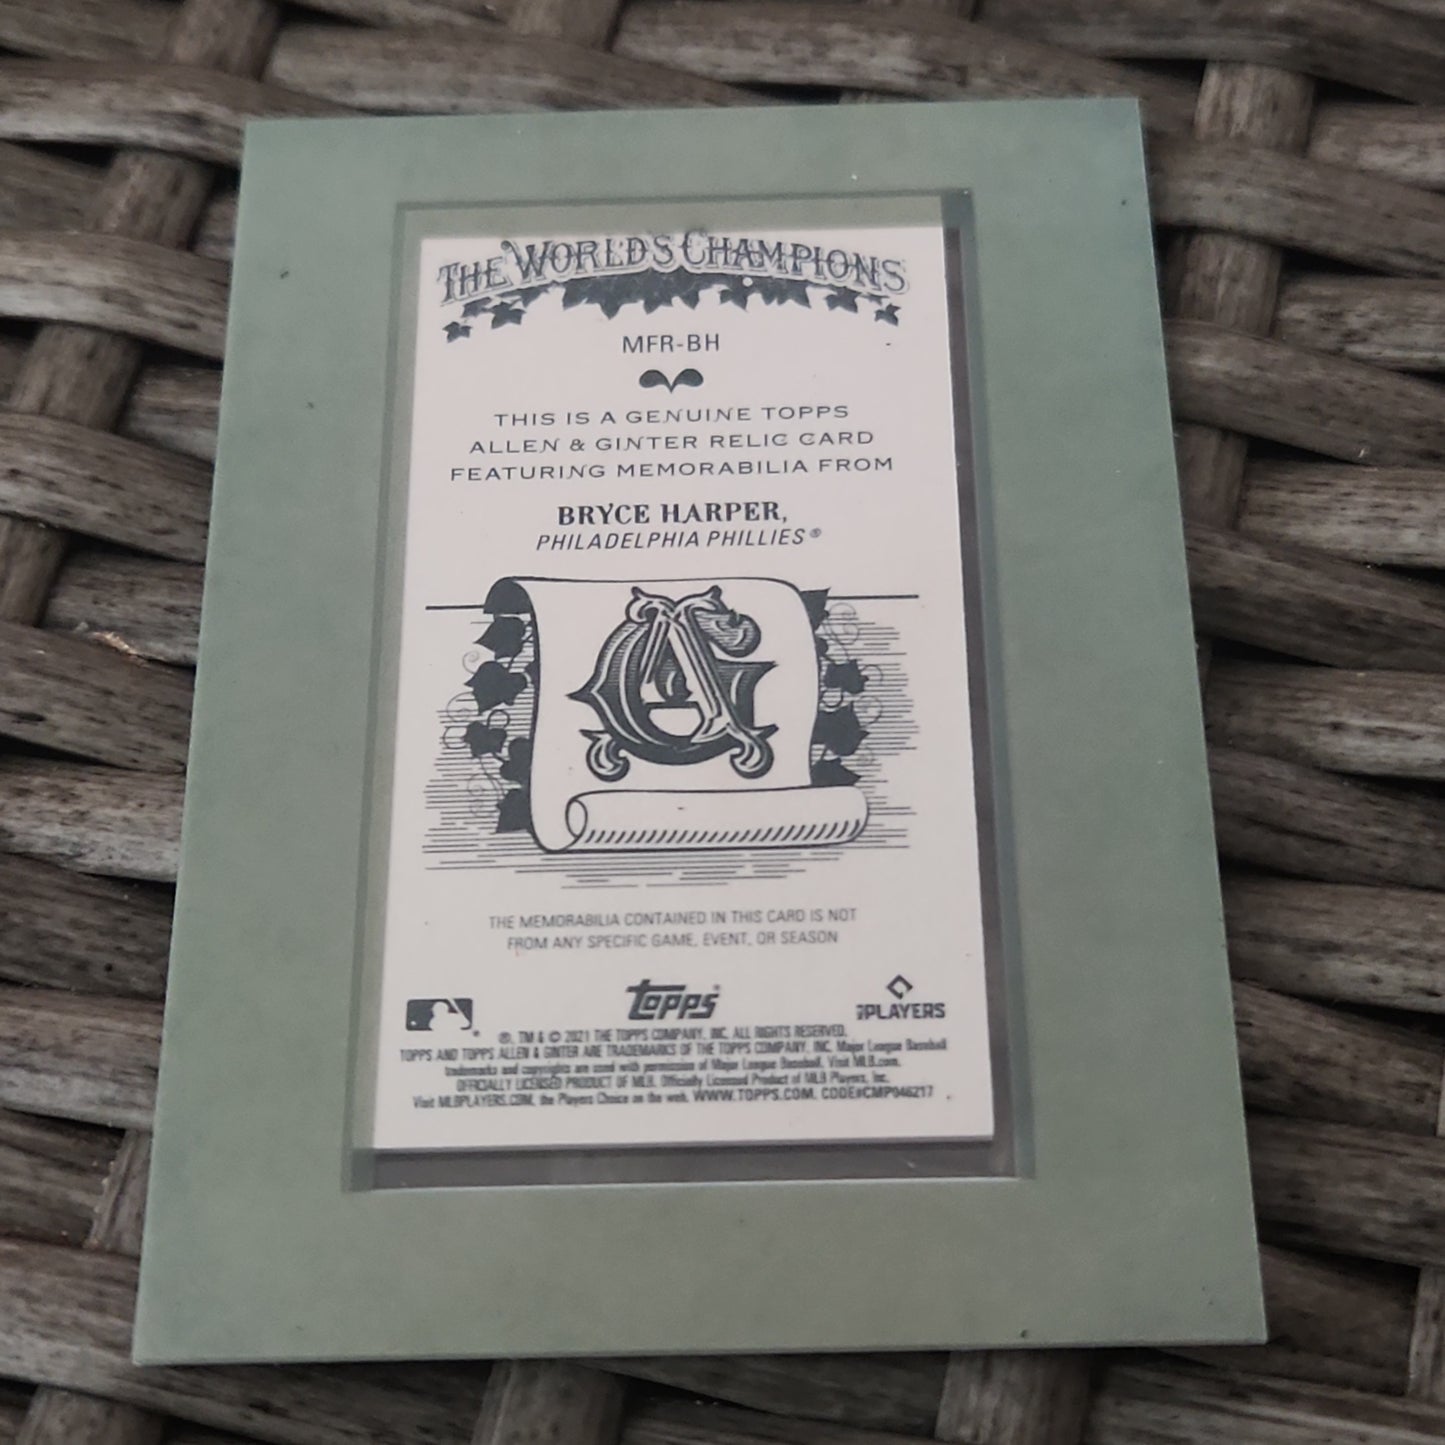 THE WORLD'S CHAMPIONS
MFR-BH
THIS IS A GENUINE TOPPS
ALLEN & GINTER RELIC CARD
FEATURING MEMORABILIA FROM
BRYCE HARPER,
PHILADELPHIA PHILLIES®
AG
THE MEMORABILIA CONTAINED IN THIS CARD IS NOT
FROM ANY SPECIFIC GAME, EVENT, OR SEASON
topps®
PLAYERS
®, TM & © 2021 THE TOPPS COMPANY, INC. ALL RIGHTS RESERVED.
TOPPS AND TOPPS ALLEN & GINTER ARE TRADEMARKS OF THE TOPPS COMPANY, INC. Major League Baseball
trademarks and copyrights are used with permission of Major League Baseball. Visit MLB.com.
OFFICIALLY LICENSED PRODUCT OF MLB Officially Licensed Product of MLB Players, Inc.
Visit MLBPLAYERS.COM, the Players Choice on the web. WWW.TOPPS.COM. CODE#CMP046217